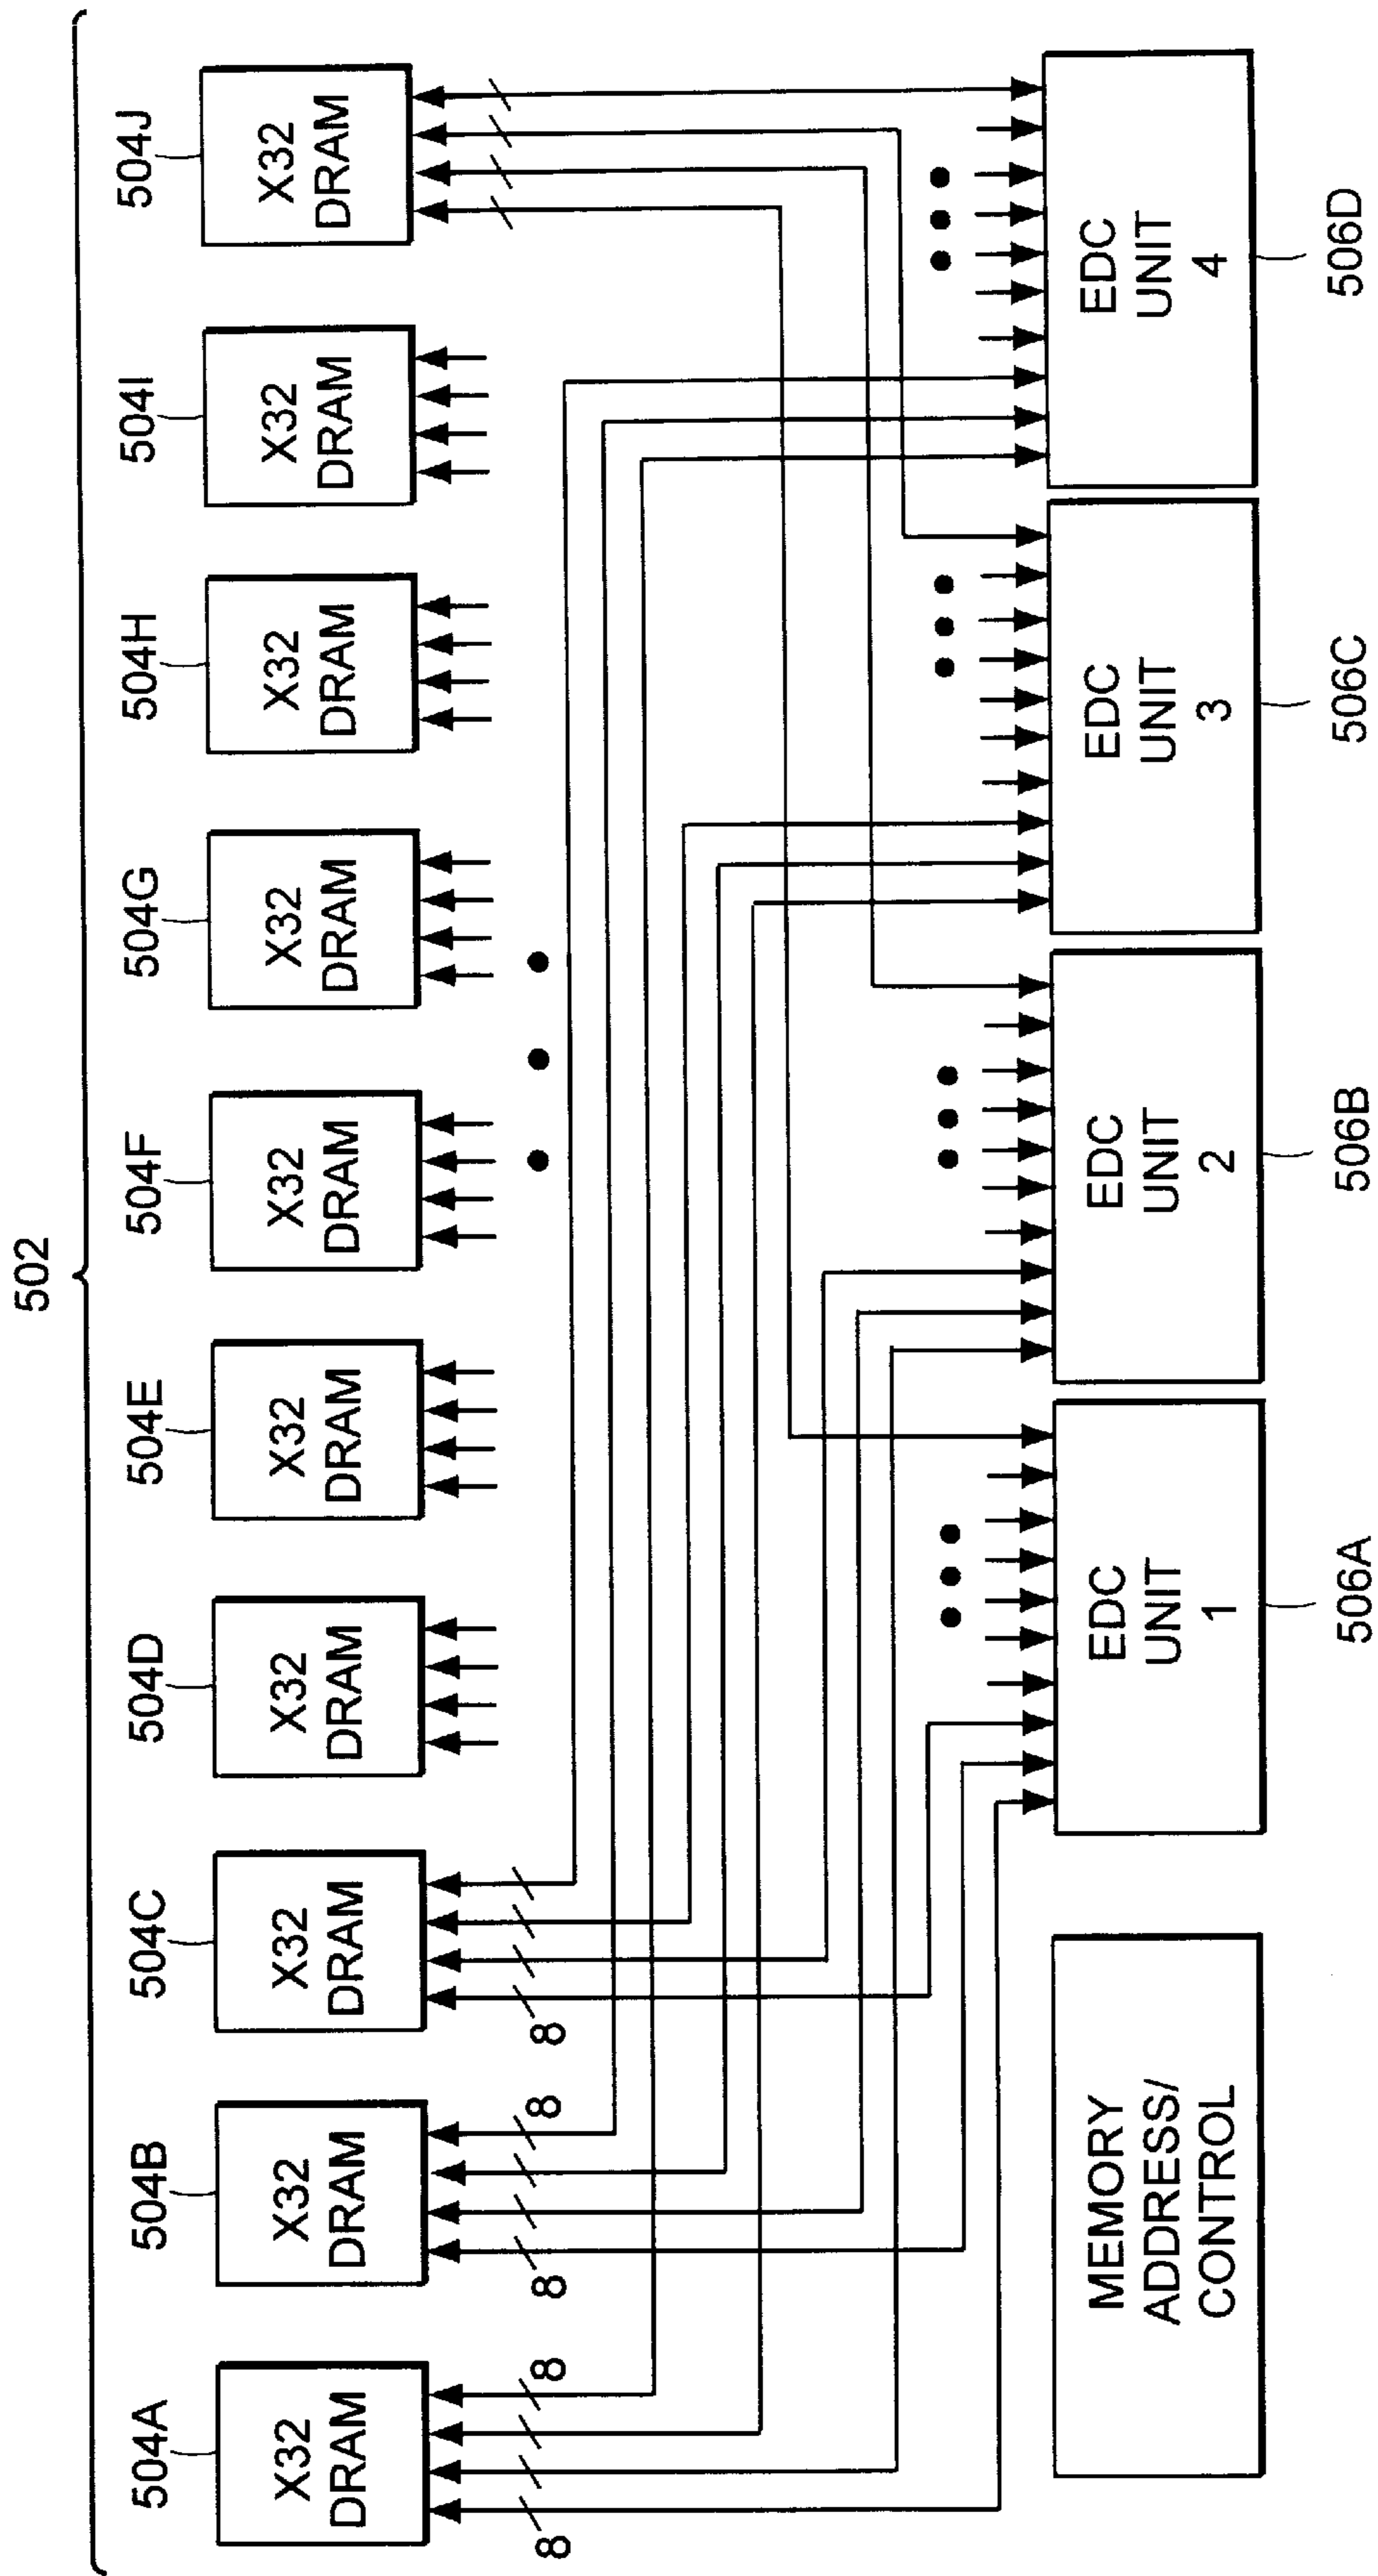 502
504A
504B
504C
504D
504E
504F
504G
504H
504I
504J
X32
DRAM
X32
DRAM
X32
DRAM
X32
DRAM
X32
DRAM
X32
DRAM
X32
DRAM
X32
DRAM
X32
DRAM
X32
DRAM
8
8
8
8
8
MEMORY
ADDRESS/
CONTROL
EDC
UNIT
1
EDC
UNIT
2
EDC
UNIT
3
EDC
UNIT
4
506A
506B
506C
506D